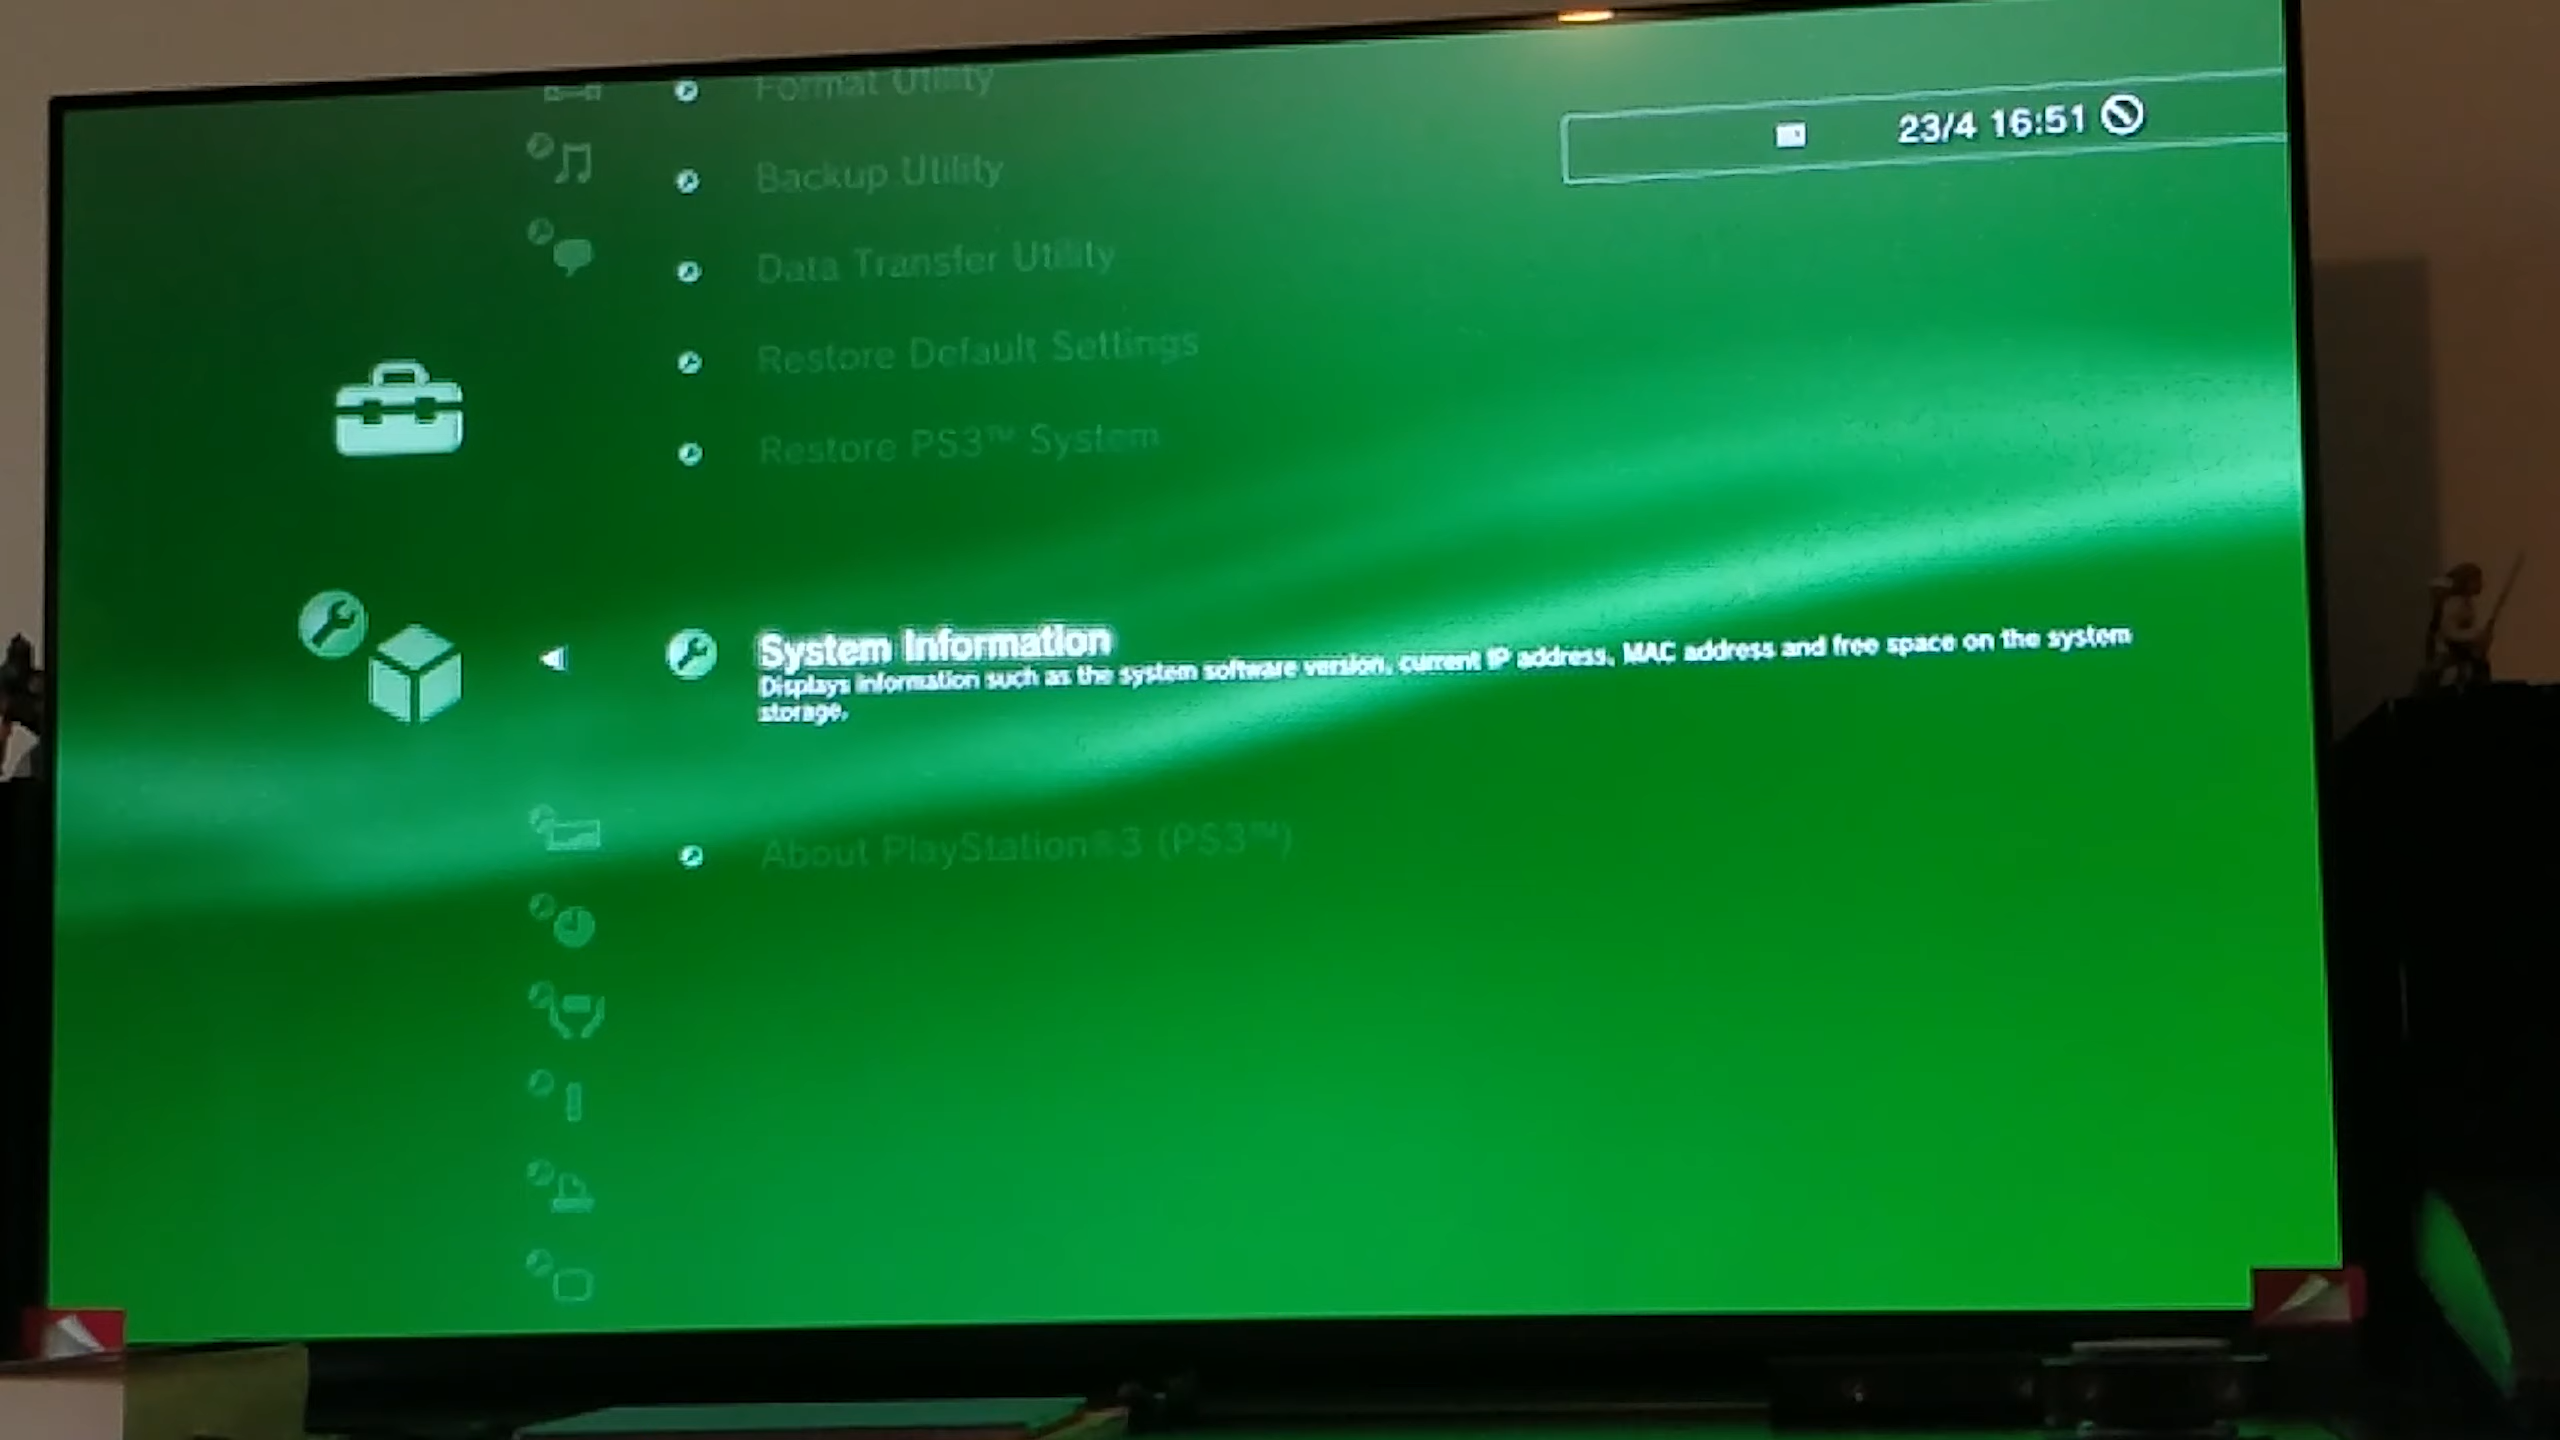 Format Utility
23/4 16:51
Backup Utility
Data Transfer Utility
Restore Default Settings
Restore PS3™ System
System Information
Displays information such as the system software version, current IP address, MAC address and free space on the system
storage.
About PlayStation®3 (PS3™)